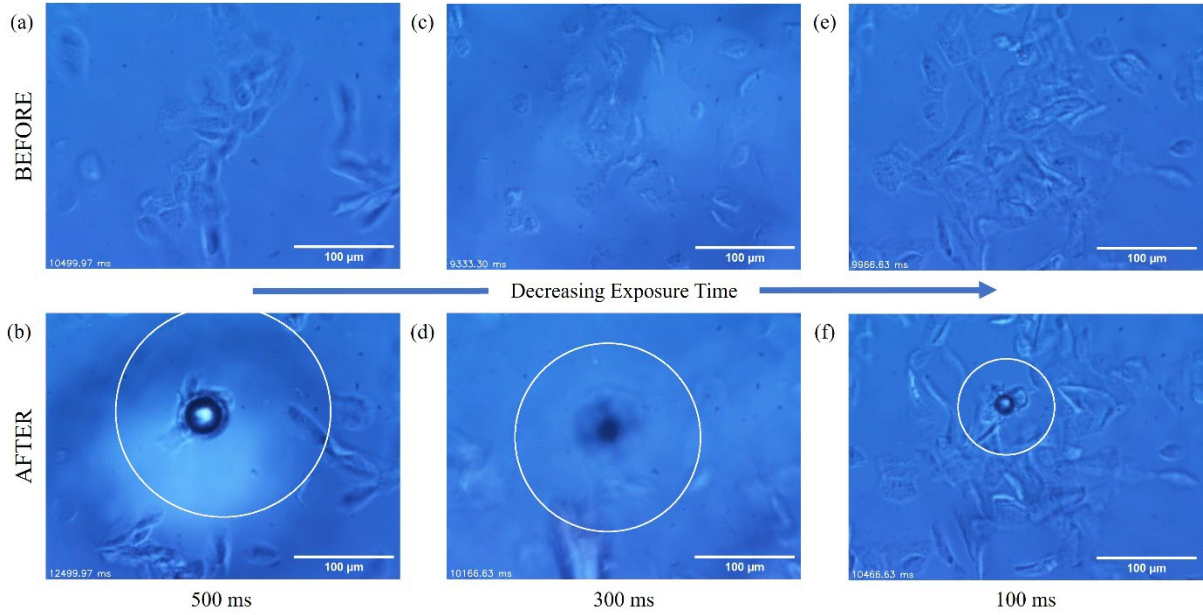 (a)
(c)
(e)
BEFORE
10499.97 ms
100 µm
9333.30 ms
100 µm
9966.63 ms
100 µm
Decreasing Exposure Time
(b)
(d)
(f)
AFTER
12499.97 ms
100 µm
10166.63 ms
100 µm
10466.63 ms
100 µm
500 ms
300 ms
100 ms